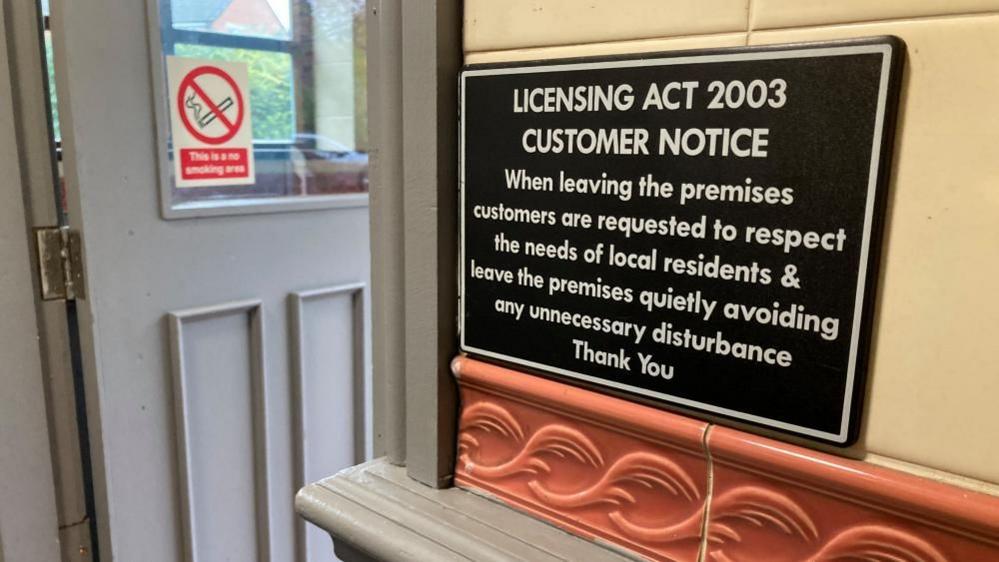 This is a no
smoking area
LICENSING ACT 2003
CUSTOMER NOTICE
When leaving the premises
customers are requested to respect
the needs of local residents &
leave the premises quietly avoiding
any unnecessary disturbance
Thank You